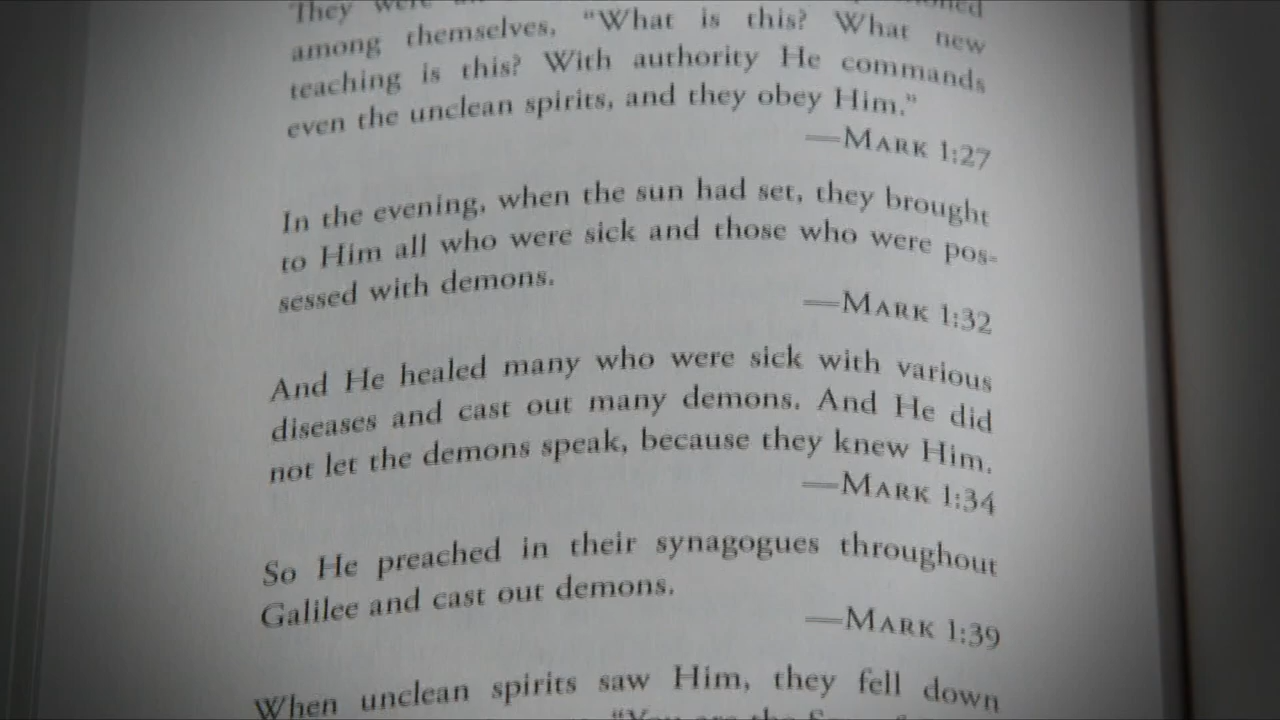 They were
among themselves, “What is this? What new
teaching is this? With authority He commands
even the unclean spirits, and they obey Him.”
—MARK 1:27
In the evening, when the sun had set, they brought
to Him all who were sick and those who were pos-
sessed with demons.
—MARK 1:32
And He healed many who were sick with various
diseases and cast out many demons. And He did
not let the demons speak, because they knew Him.
—MARK 1:34
So He preached in their synagogues throughout
Galilee and cast out demons.
—MARK 1:39
When unclean spirits saw Him, they fell down
“You are the